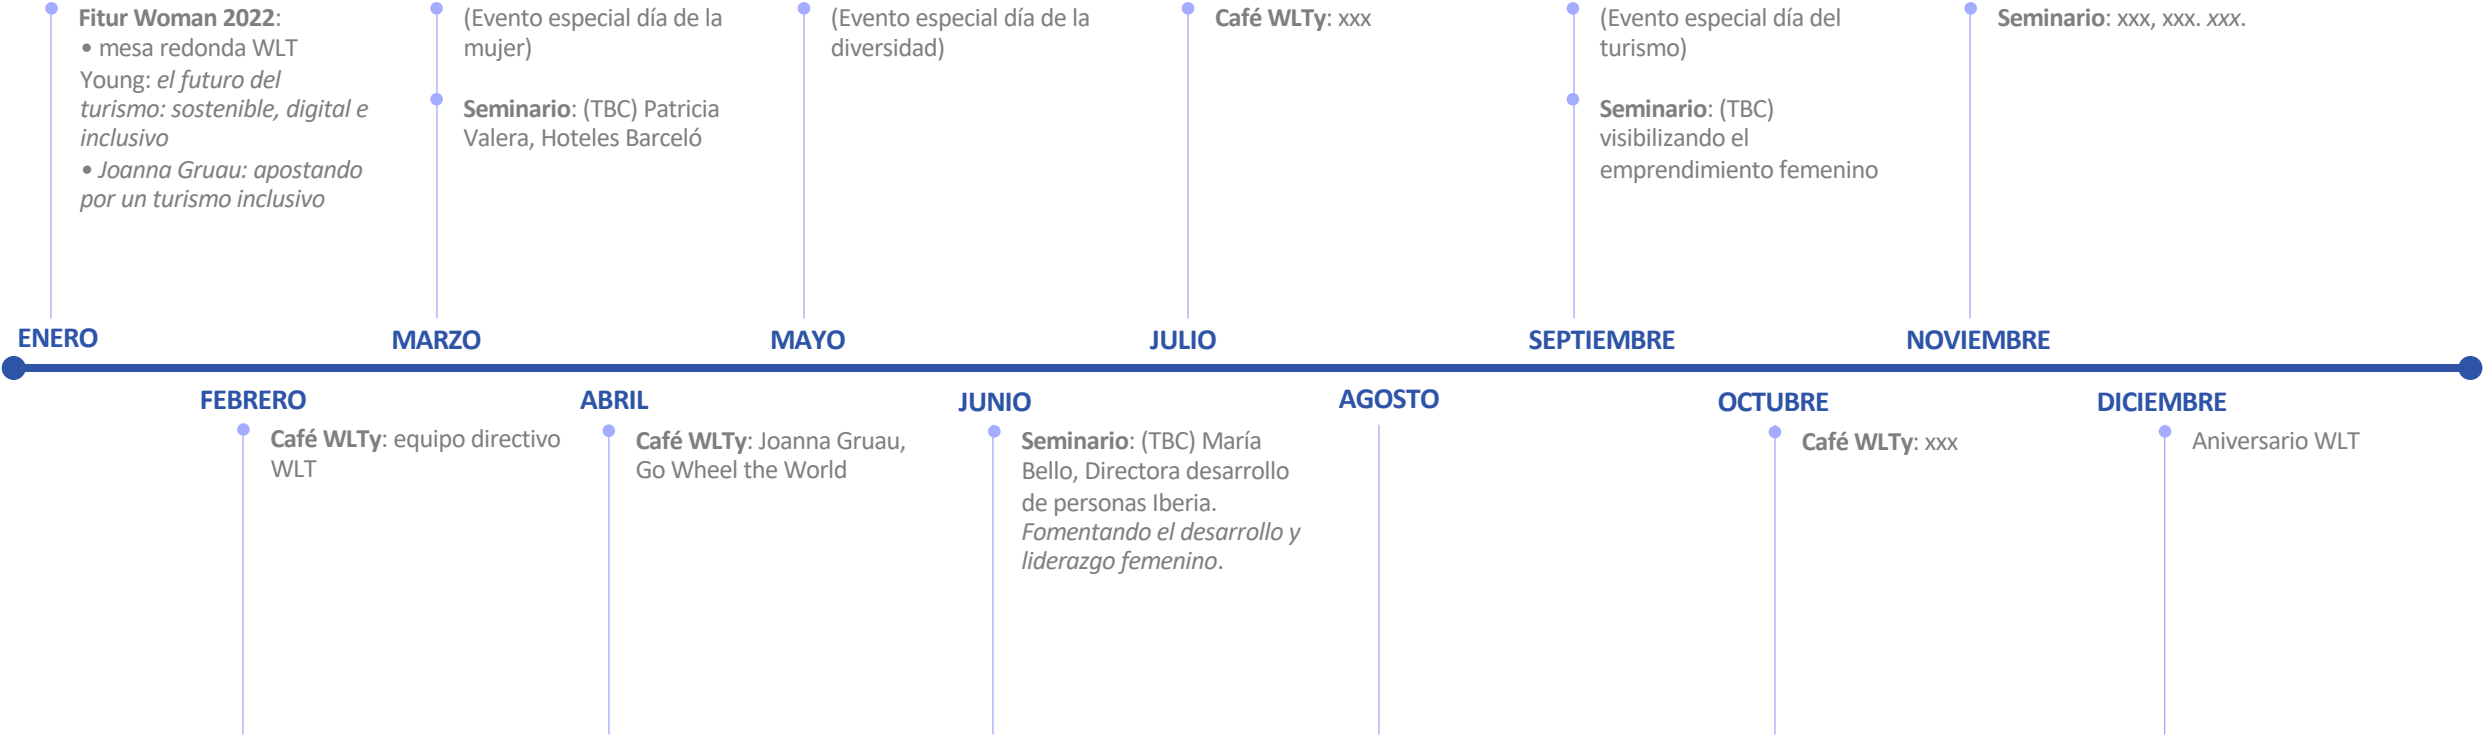 Fitur Woman 2022:
• mesa redonda WLT
Young: el futuro del
turismo: sostenible, digital e
inclusivo
• Joanna Gruau: apostando
por un turismo inclusivo
(Evento especial día de la
mujer)
Seminario: (TBC) Patricia
Valera, Hoteles Barceló
(Evento especial día de la
diversidad)
Café WLTy: xxx
(Evento especial día del
turismo)
Seminario: (TBC)
visibilizando el
emprendimiento femenino
Seminario: xxx, xxx. xxx.
ENERO
MARZO
MAYO
JULIO
SEPTIEMBRE
NOVIEMBRE
FEBRERO
ABRIL
JUNIO
AGOSTO
OCTUBRE
DICIEMBRE
Café WLTy: equipo directivo
WLT
Café WLTy: Joanna Gruau,
Go Wheel the World
Seminario: (TBC) María
Bello, Directora desarrollo
de personas Iberia.
Fomentando el desarrollo y
liderazgo femenino.
Café WLTy: xxx
Aniversario WLT